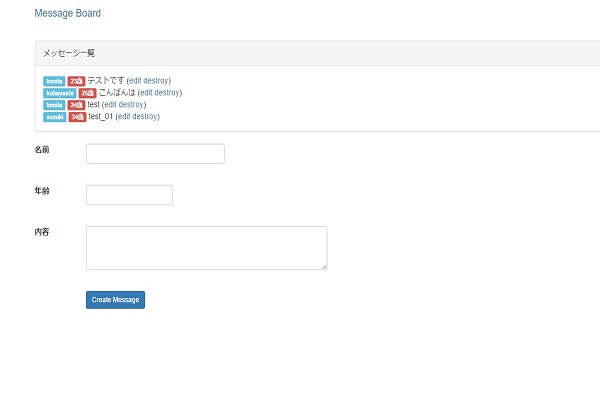 Message Board
メッセージ一覧
tomita 23歳 テストです (edit destroy)
kobayashi 25歳 こんばんは (edit destroy)
tomita 24歳 test (edit destroy)
suzuki 34歳 test_01 (edit destroy)
名前
年齢
内容
Create Message